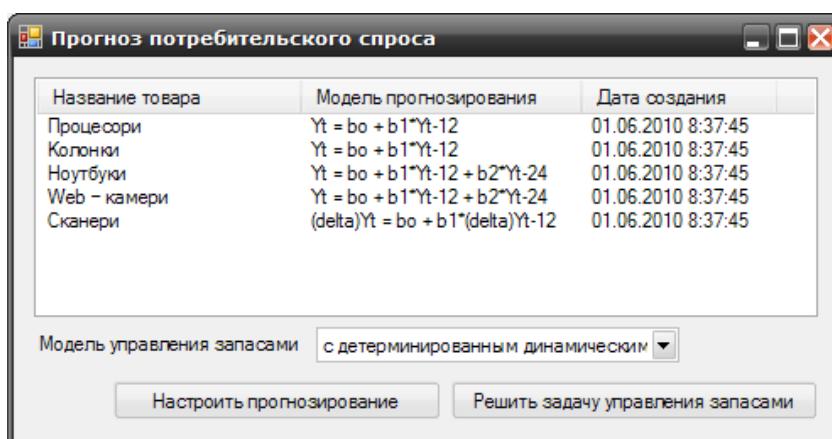 Прогноз потребительского спроса
Название товара Модель прогнозирования Дата создания
Процесори Yt = bo + b1*Yt-12 01.06.2010 8:37:45
Колонки Yt = bo + b1*Yt-12 01.06.2010 8:37:45
Ноутбуки Yt = bo + b1*Yt-12 + b2*Yt-24 01.06.2010 8:37:45
Web - камери Yt = bo + b1*Yt-12 + b2*Yt-24 01.06.2010 8:37:45
Сканери (delta)Yt = bo + b1*(delta)Yt-12 01.06.2010 8:37:45
Модель управления запасами с детерминированным динамическим
Настроить прогнозирование Решить задачу управления запасами